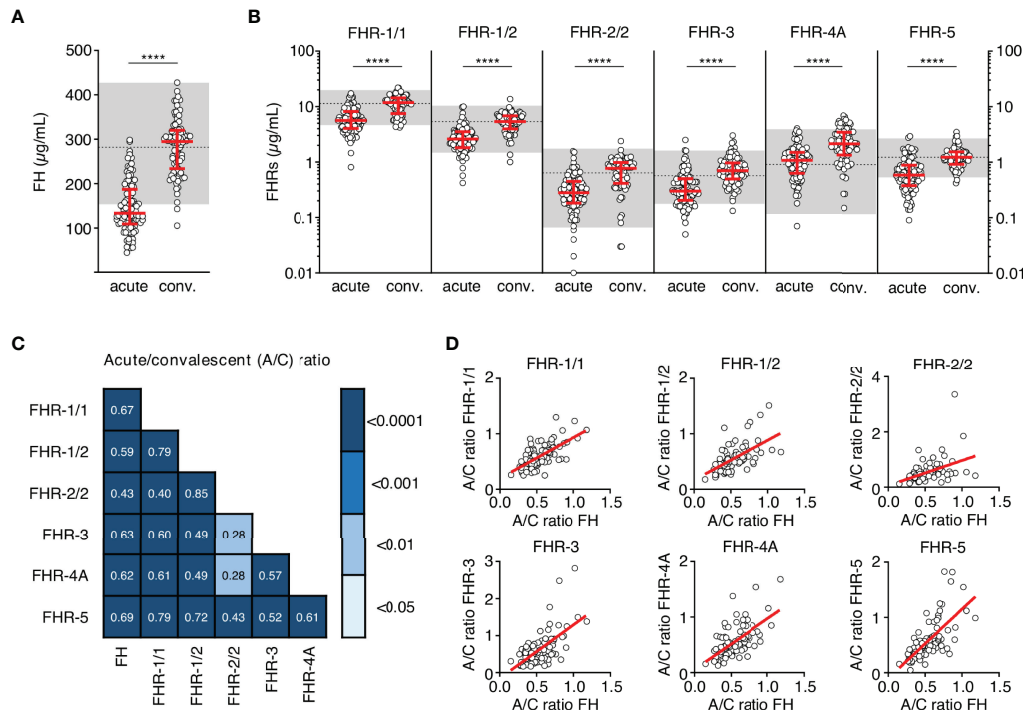 A
****
FH (µg/mL)
500
400
300
200
100
acute conv.
B
FHR-1/1 FHR-1/2 FHR-2/2 FHR-3 FHR-4A FHR-5
**** **** **** **** **** ****
FHRs (µg/mL)
100 100
10 10
1 1
0.1 0.1
0.01 0.01
acute conv. acute conv. acute conv. acute conv. acute conv. acute conv.
C
Acute/convalescent (A/C) ratio
FHR-1/1 0.67
FHR-1/2 0.59 0.79
FHR-2/2 0.43 0.40 0.85
FHR-3 0.63 0.60 0.49 0.28
FHR-4A 0.62 0.61 0.49 0.28 0.57
FHR-5 0.69 0.79 0.72 0.43 0.52 0.61
FH FHR-1/1 FHR-1/2 FHR-2/2 FHR-3 FHR-4A
<0.0001
<0.001
<0.01
<0.05
D
FHR-1/1
A/C ratio FHR-1/1
2
1
0
0.0 0.5 1.0 1.5
A/C ratio FH
FHR-1/2
A/C ratio FHR-1/2
2
1
0
0.0 0.5 1.0 1.5
A/C ratio FH
FHR-2/2
A/C ratio FHR-2/2
4
2
0
0.0 0.5 1.0 1.5
A/C ratio FH
FHR-3
A/C ratio FHR-3
3
2
1
0
0.0 0.5 1.0 1.5
A/C ratio FH
FHR-4A
A/C ratio FHR-4A
2
1
0
0.0 0.5 1.0 1.5
A/C ratio FH
FHR-5
A/C ratio FHR-5
2.0
1.5
1.0
0.5
0.0
0.0 0.5 1.0 1.5
A/C ratio FH